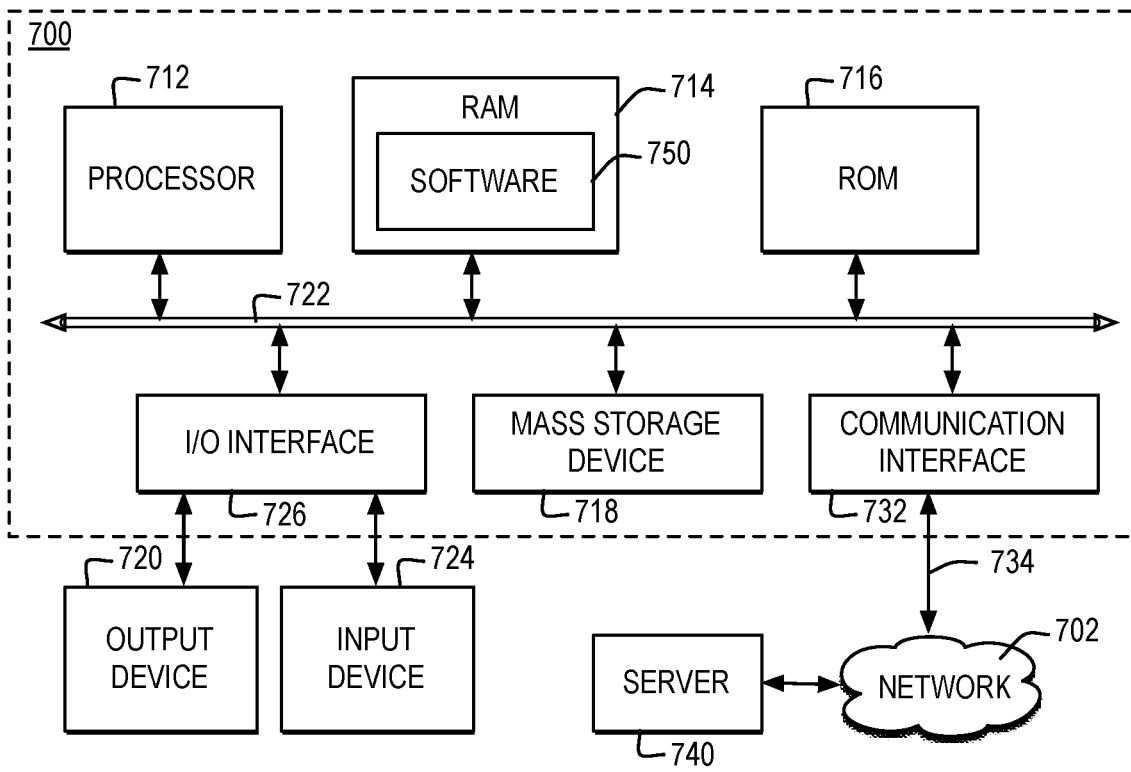 700
712
714
716
RAM
750
PROCESSOR
SOFTWARE
ROM
722
I/O INTERFACE
MASS STORAGE
DEVICE
COMMUNICATION
INTERFACE
726
718
732
720
724
734
OUTPUT
DEVICE
INPUT
DEVICE
702
SERVER
NETWORK
740